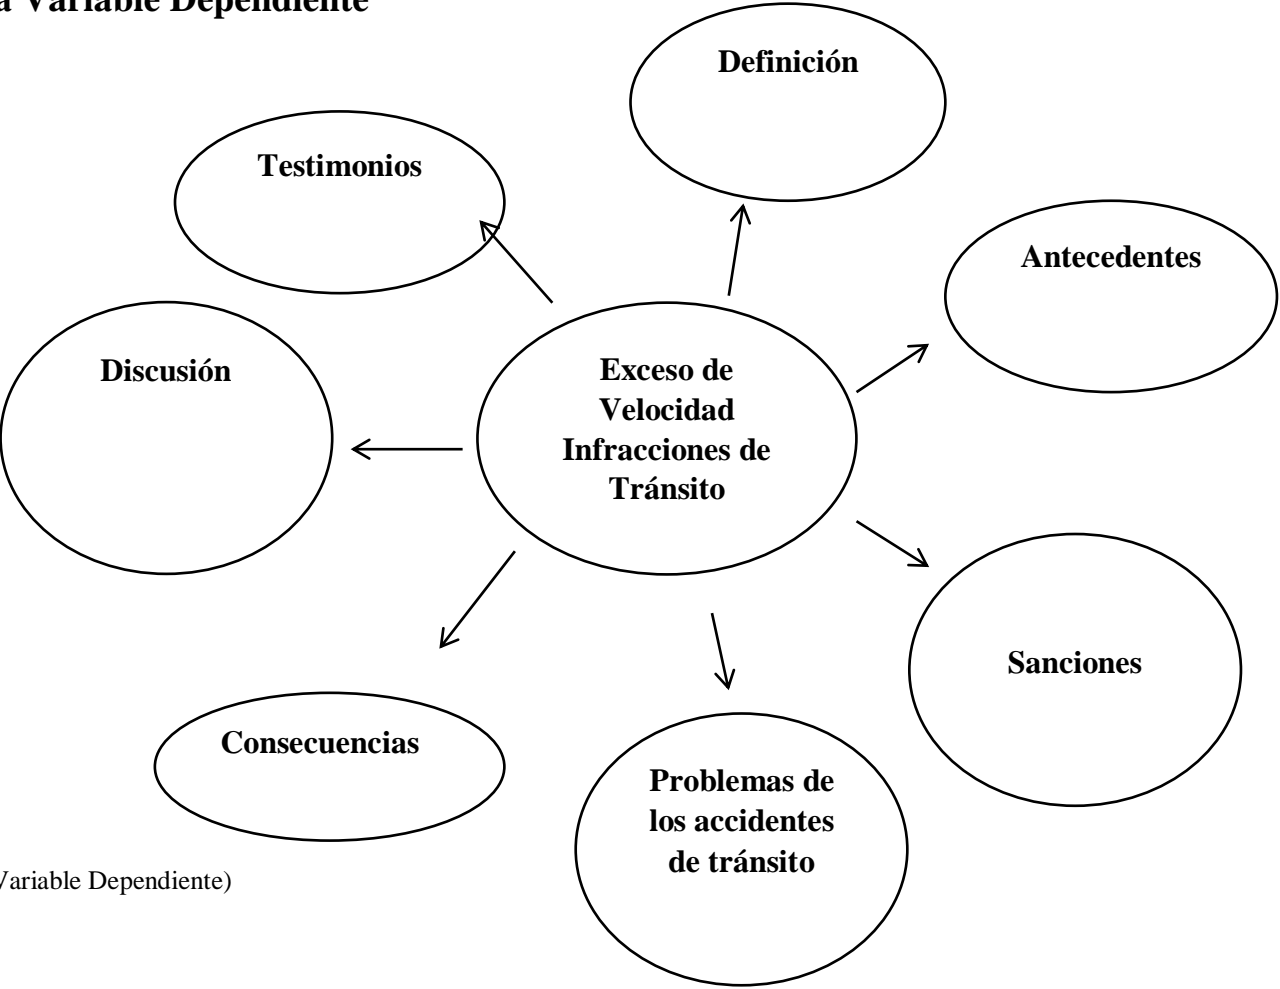 a Variable Dependiente
Definición
Testimonios
Antecedentes
Discusión
Exceso de
Velocidad
Infracciones de
Tránsito
Sanciones
Consecuencias
Problemas de
los accidentes
de tránsito
Variable Dependiente)